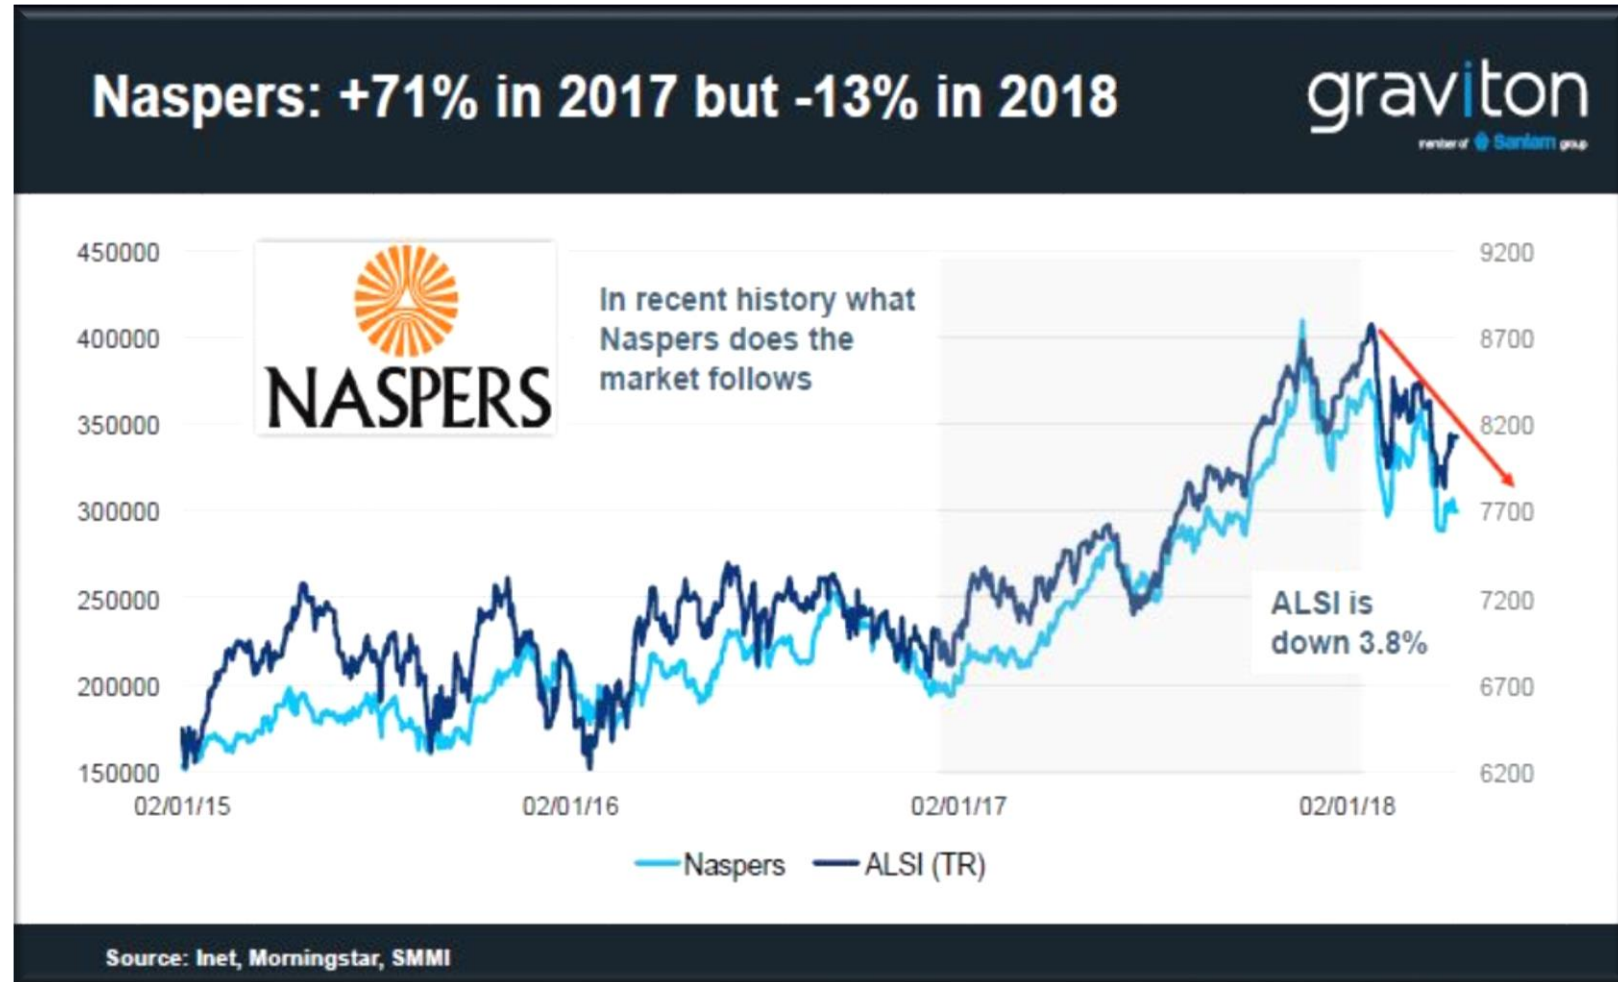 Naspers: +71% in 2017 but -13% in 2018
graviton
member of Sanlam group
450000
400000
350000
300000
250000
200000
150000
NASPERS
In recent history what
Naspers does the
market follows
9200
8700
8200
7700
7200
6700
6200
ALSI is
down 3.8%
02/01/15
02/01/16
02/01/17
02/01/18
Naspers
ALSI (TR)
Source: Inet, Morningstar, SMMI